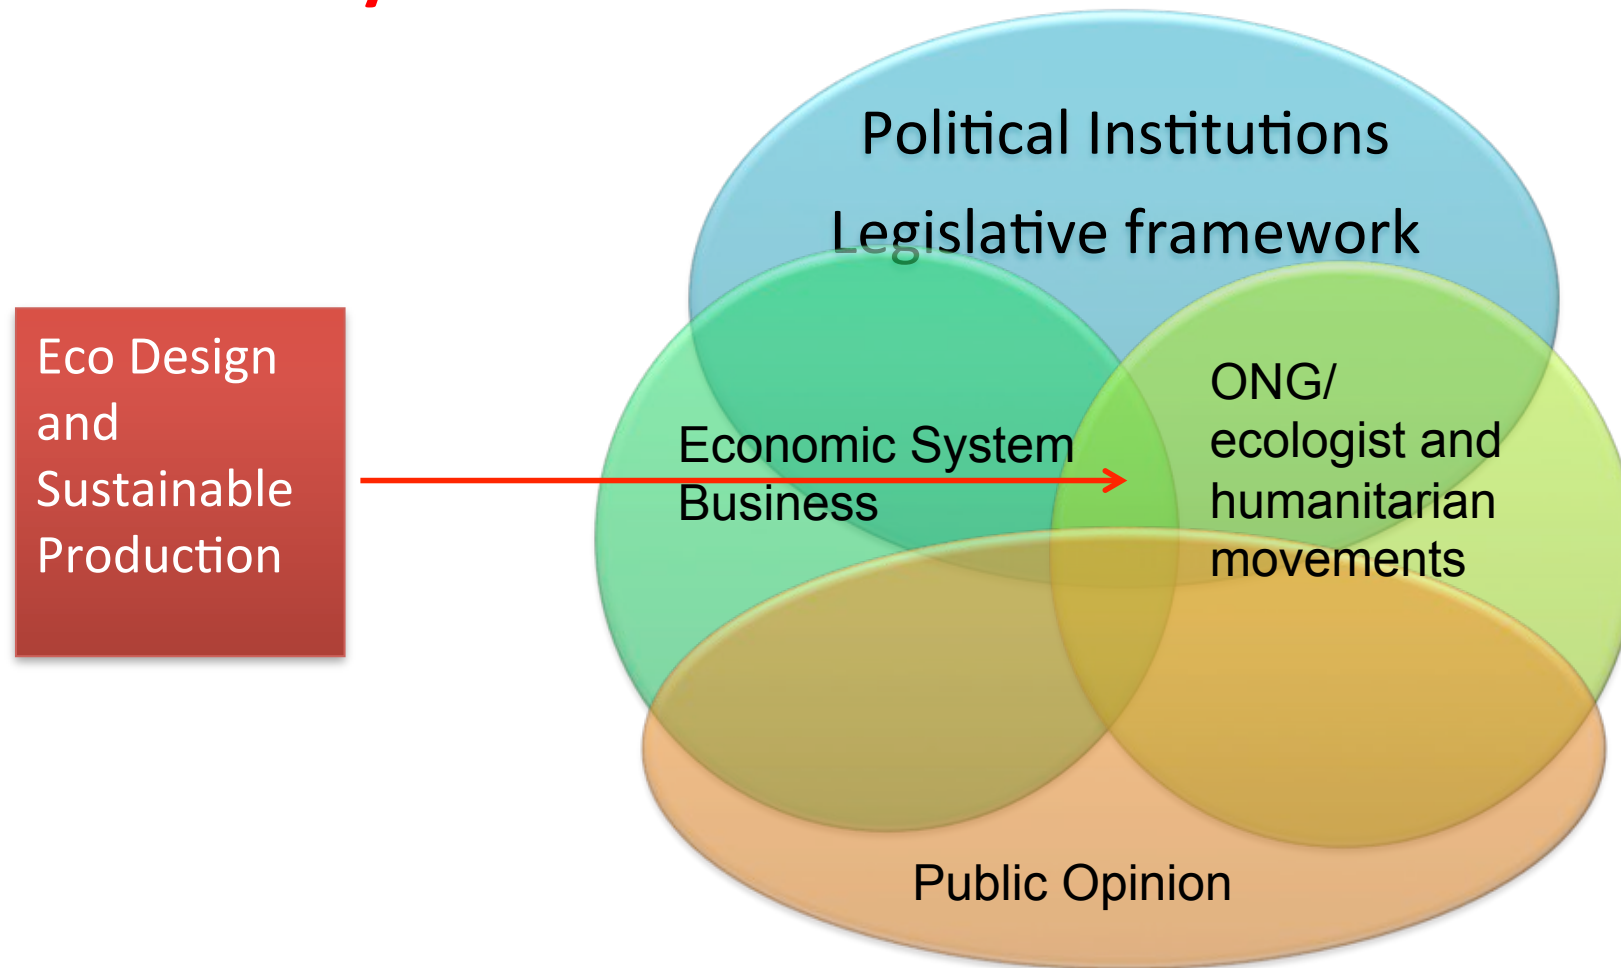 Political Institutions
Legislative framework
Eco Design
and
Sustainable
Production
Economic System
Business
ONG/
ecologist and
humanitarian
movements
Public Opinion